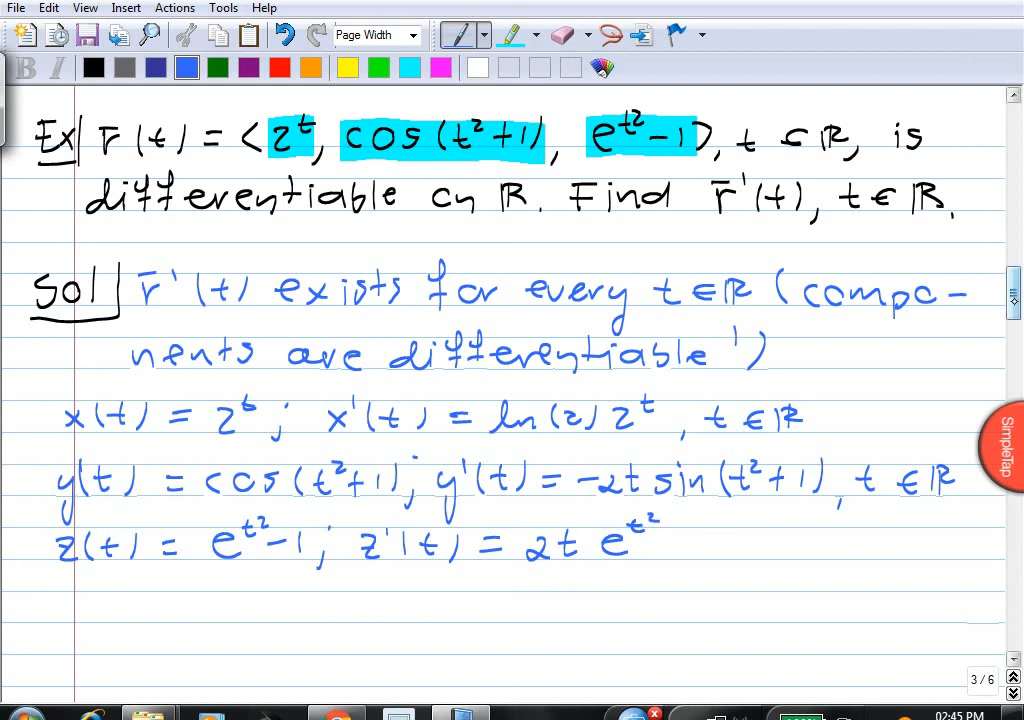 File Edit View Insert Actions Tools Help
Page Width
B I
Ex r̄(t) = <2^t, cos(t²+1), e^t²-1>, t ∈ ℝ, is
differentiable on ℝ. Find r̄'(t), t ∈ ℝ.
Sol r̄'(t) exists for every t ∈ ℝ (compo-
nents are differentiable!)
x(t) = 2^t; x'(t) = ln(2) 2^t, t ∈ ℝ
y(t) = cos(t²+1); y'(t) = -2t sin(t²+1), t ∈ ℝ
z(t) = e^t²-1; z'(t) = 2t e^t²
SimpleTap
3 / 6
02:45 PM